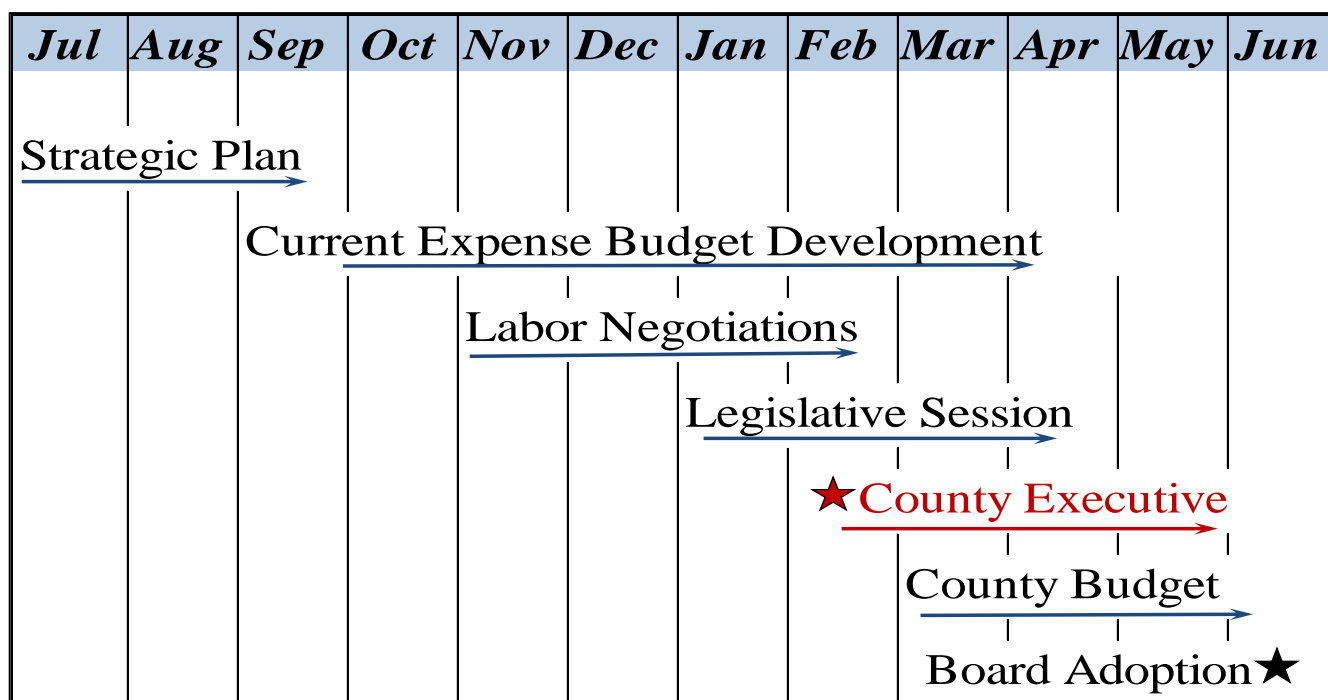 Jul Aug Sep Oct Nov Dec Jan Feb Mar Apr May Jun
Strategic Plan
Current Expense Budget Development
Labor Negotiations
Legislative Session
County Executive
County Budget
Board Adoption